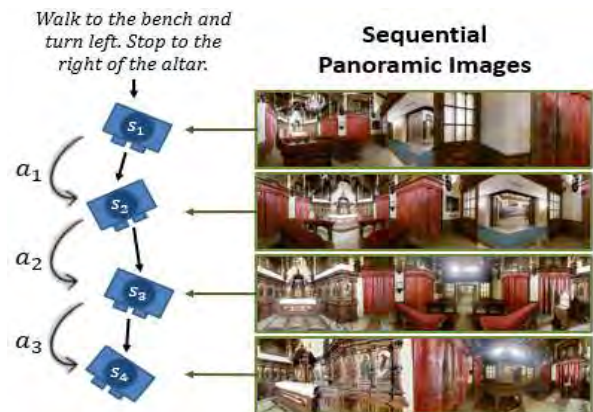 Walk to the bench and
turn left. Stop to the
right of the altar.
Sequential
Panoramic Images
s₁
a₁
s₂
a₂
s₃
a₃
s₄